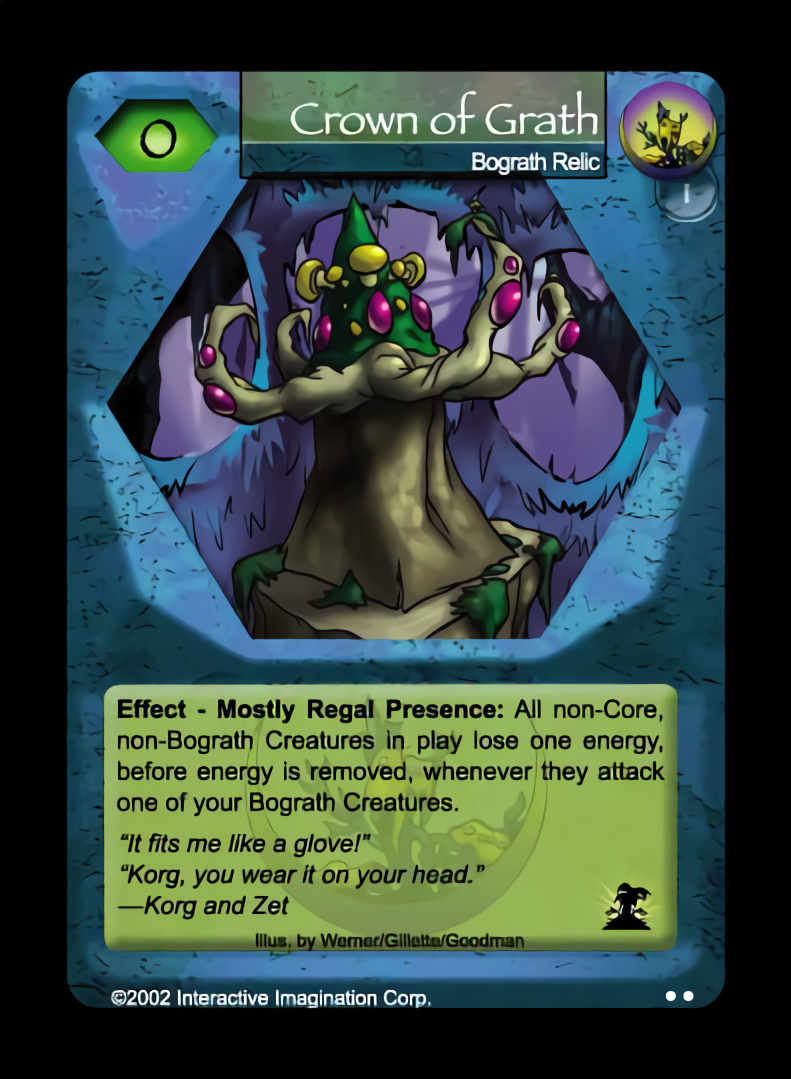 0
Crown of Grath
Bograth Relic
1
Effect - Mostly Regal Presence: All non-Core,
non-Bograth Creatures in play lose one energy,
before energy is removed, whenever they attack
one of your Bograth Creatures.
“It fits me like a glove!”
“Korg, you wear it on your head.”
—Korg and Zet
Illus. by Werner/Gillette/Goodman
©2002 Interactive Imagination Corp.